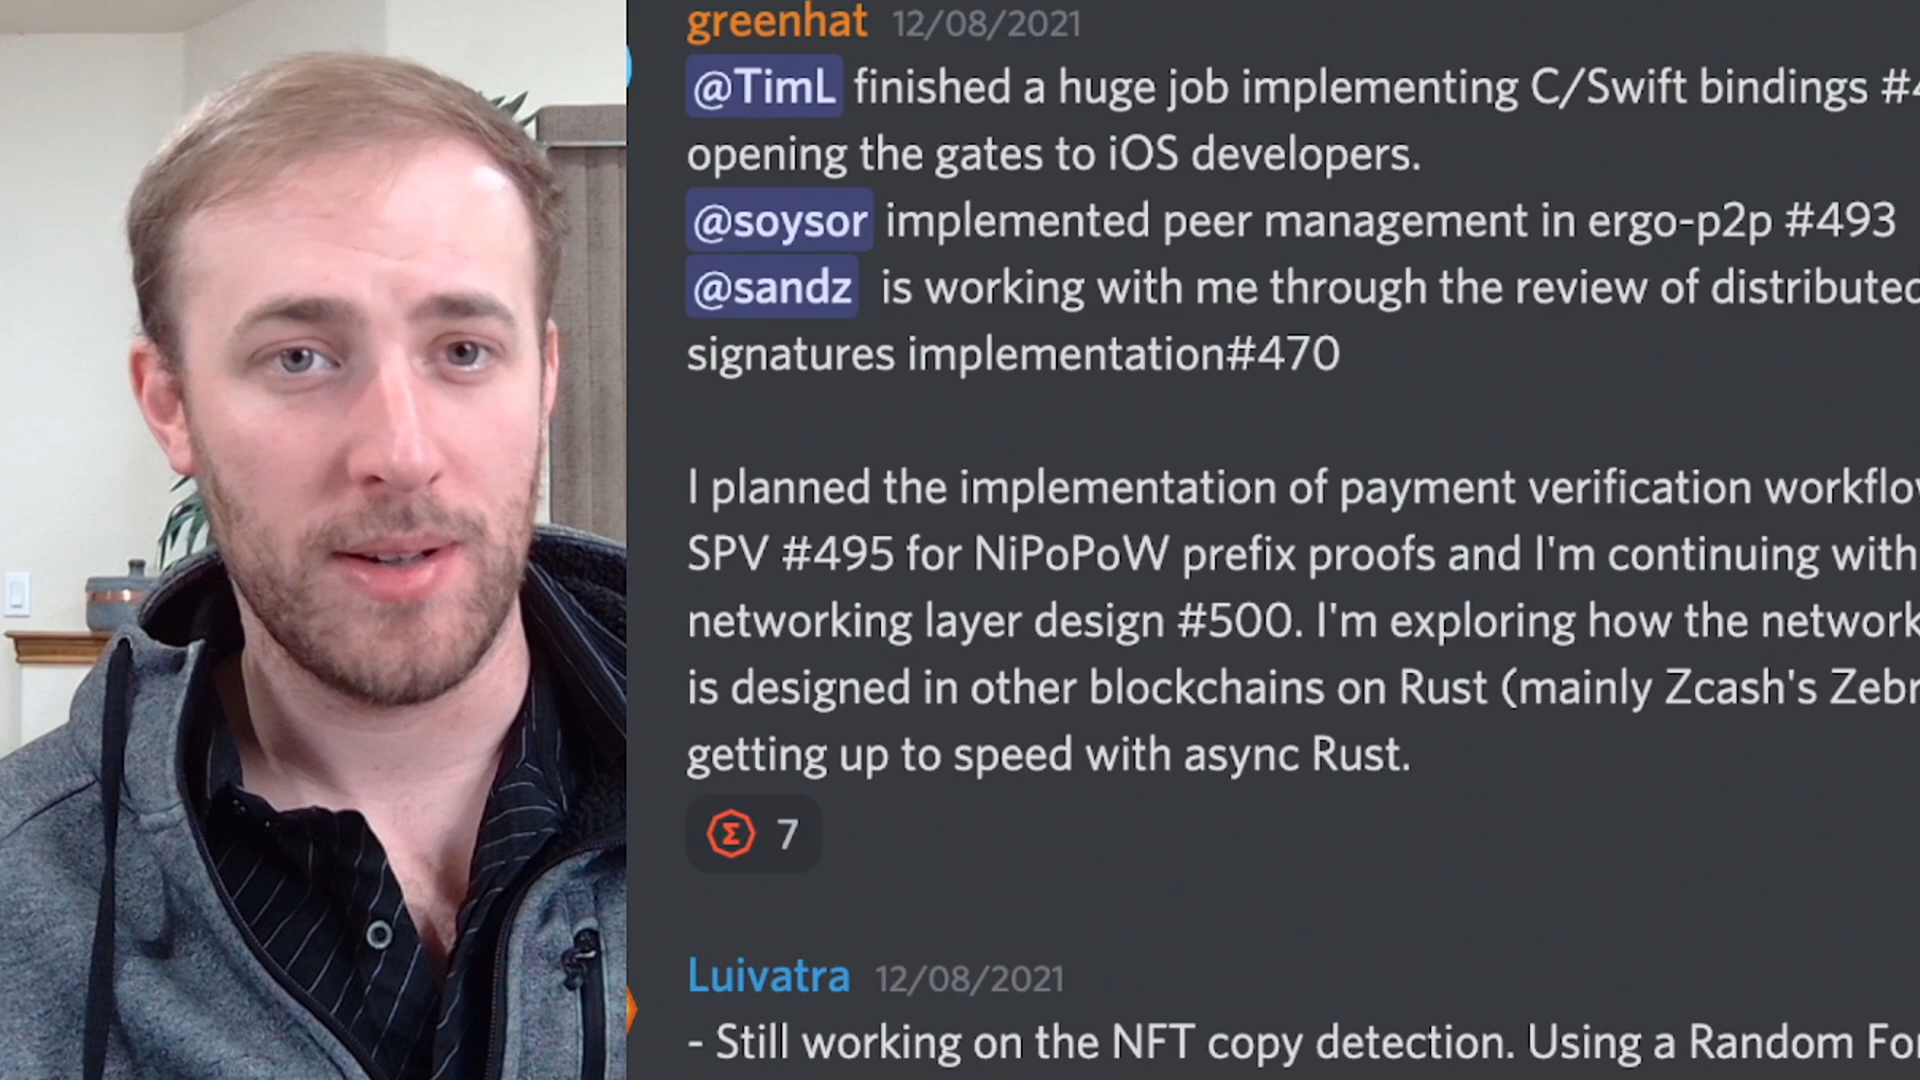 greenhat 12/08/2021
@TimL finished a huge job implementing C/Swift bindings
opening the gates to iOS developers.
@soysor implemented peer management in ergo-p2p #493
@sandz is working with me through the review of distributed
signatures implementation#470
I planned the implementation of payment verification
SPV #495 for NiPoPoW prefix proofs and I'm continuing with
networking layer design #500. I'm exploring how the network
is designed in other blockchains on Rust (mainly Zcash's
getting up to speed with async Rust.
Σ 7
Luivatra 12/08/2021
- Still working on the NFT copy detection. Using a Random